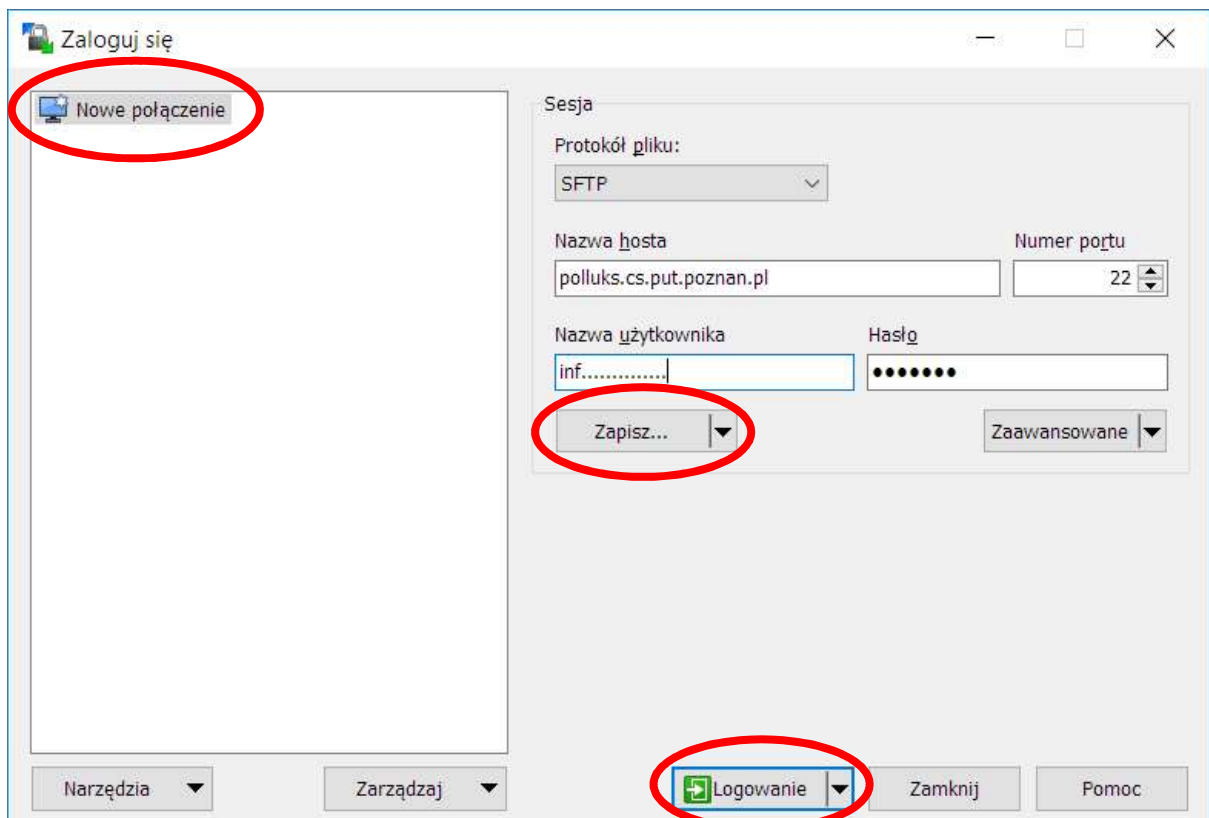 Zaloguj się
Nowe połączenie
Sesja
Protokół pliku:
SFTP
Nazwa hosta
Numer portu
polluks.cs.put.poznan.pl
22
Nazwa użytkownika
Hasło
inf..............
●●●●●●●
Zapisz...
Zaawansowane
Narzędzia
Zarządzaj
Logowanie
Zamknij
Pomoc